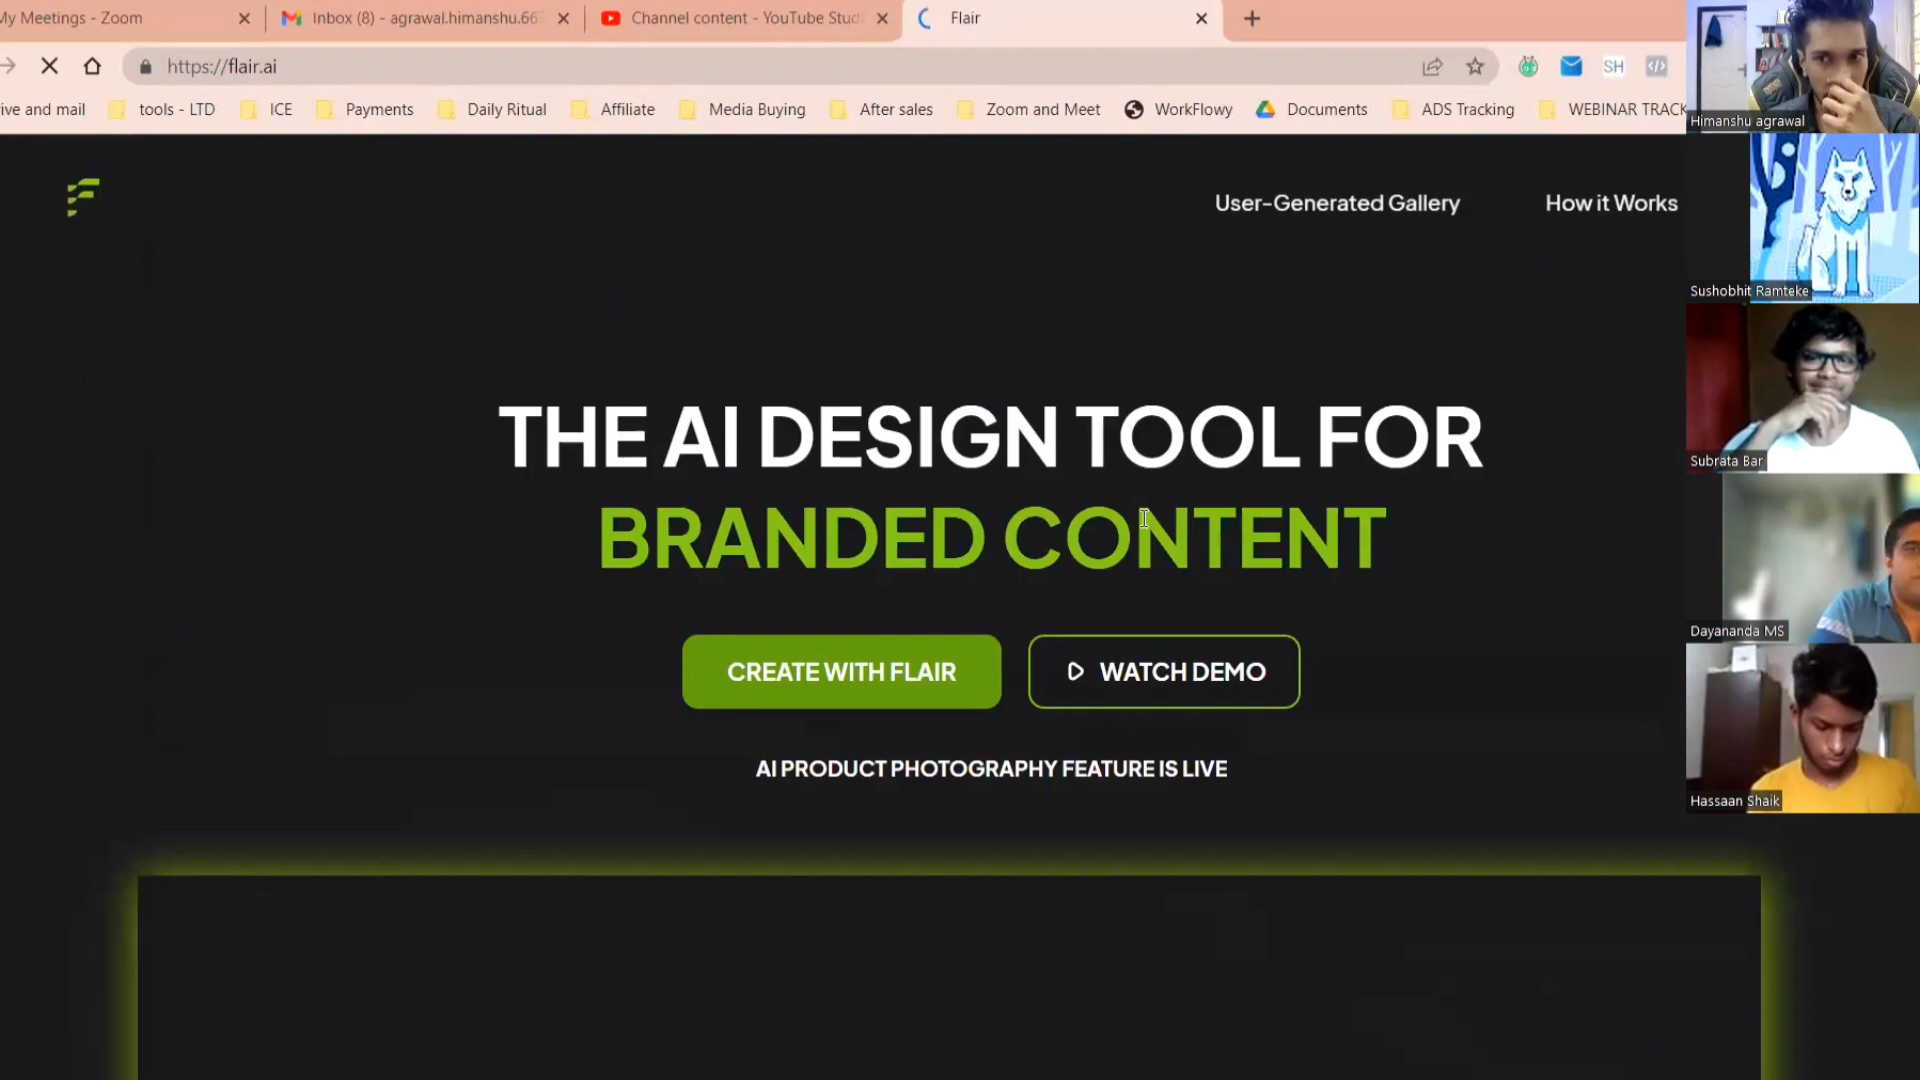 My Meetings - Zoom
Inbox (8) - agrawal.himanshu.66
Channel content - YouTube Stud
Flair
https://flair.ai
SH
ive and mail
tools - LTD
ICE
Payments
Daily Ritual
Affiliate
Media Buying
After sales
Zoom and Meet
WorkFlowy
Documents
ADS Tracking
WEBINAR TRACK
Himanshu agrawal
User-Generated Gallery
How it Works
Sushobhit Ramteke
THE AI DESIGN TOOL FOR
BRANDED CONTENT
Subrata Bar
CREATE WITH FLAIR
WATCH DEMO
Dayananda MS
AI PRODUCT PHOTOGRAPHY FEATURE IS LIVE
Hassaan Shaik